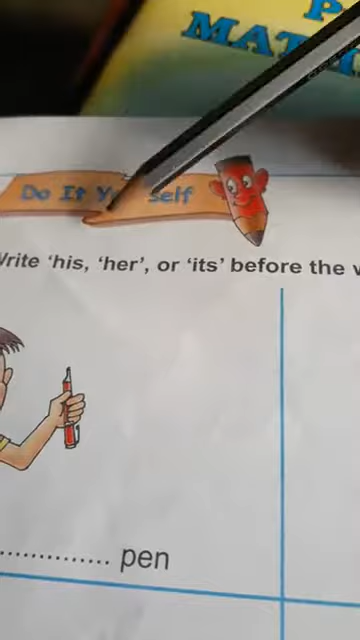 MAT
Do It Y self
Write 'his, 'her', or 'its' before the
.............. pen